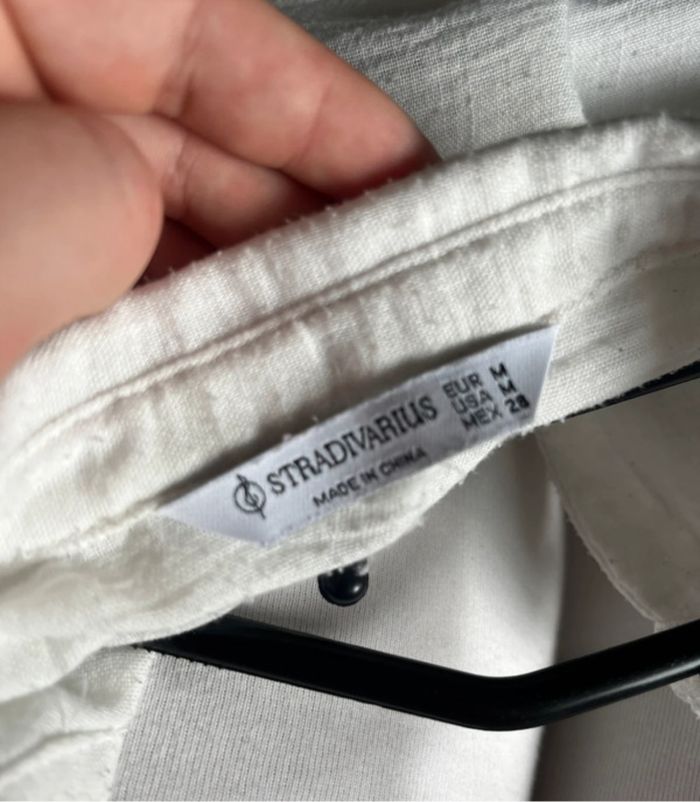 STRADIVARIUS
MADE IN CHINA
EUR M
USA M
MEX 28